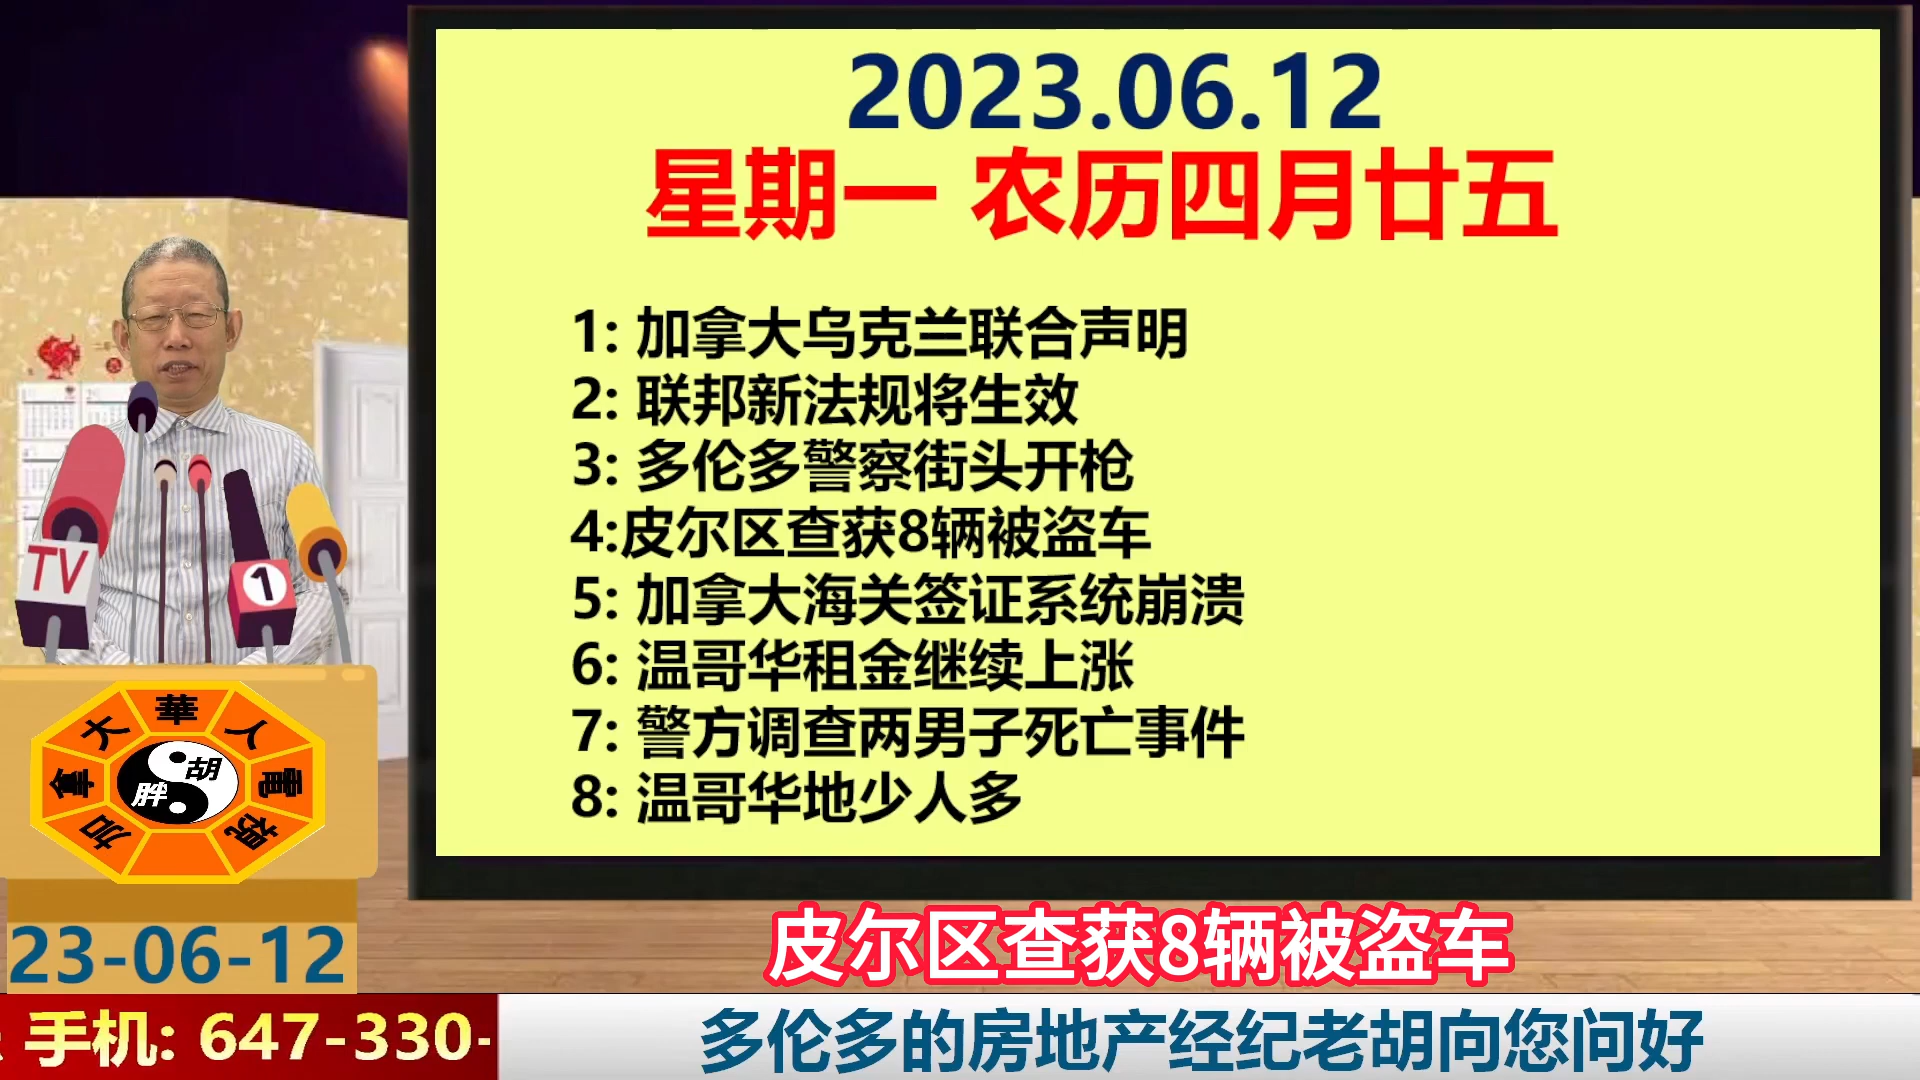 2023.06.12
星期一 农历四月廿五
1: 加拿大乌克兰联合声明
2: 联邦新法规将生效
3: 多伦多警察街头开枪
4:皮尔区查获8辆被盗车
5: 加拿大海关签证系统崩溃
6: 温哥华租金继续上涨
7: 警方调查两男子死亡事件
8: 温哥华地少人多
TV
1
加拿大華人電視
胖胡
23-06-12
皮尔区查获8辆被盗车
手机: 647-330-
多伦多的房地产经纪老胡向您问好